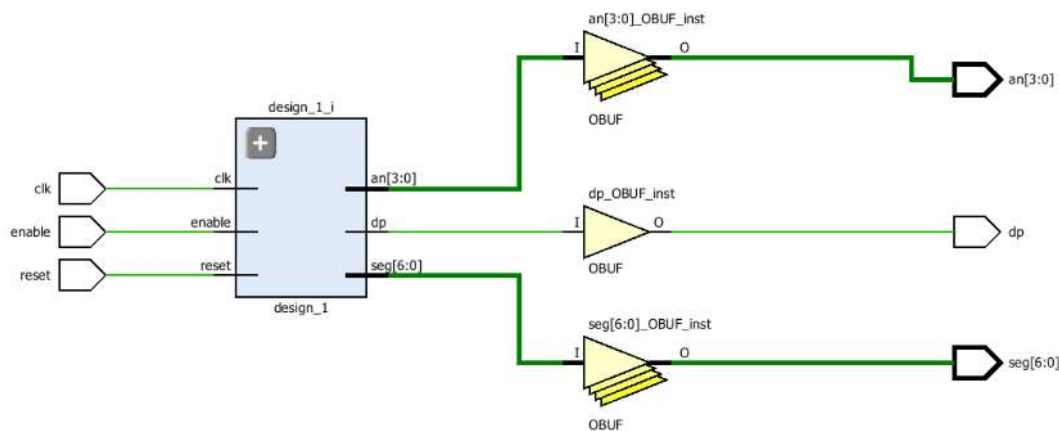 an[3:0]_OBUF_inst
I
O
an[3:0]
OBUF
design_1_i
+
clk
clk
an[3:0]
dp_OBUF_inst
enable
enable
dp
I
O
dp
OBUF
reset
reset
seg[6:0]
design_1
seg[6:0]_OBUF_inst
I
O
seg[6:0]
OBUF